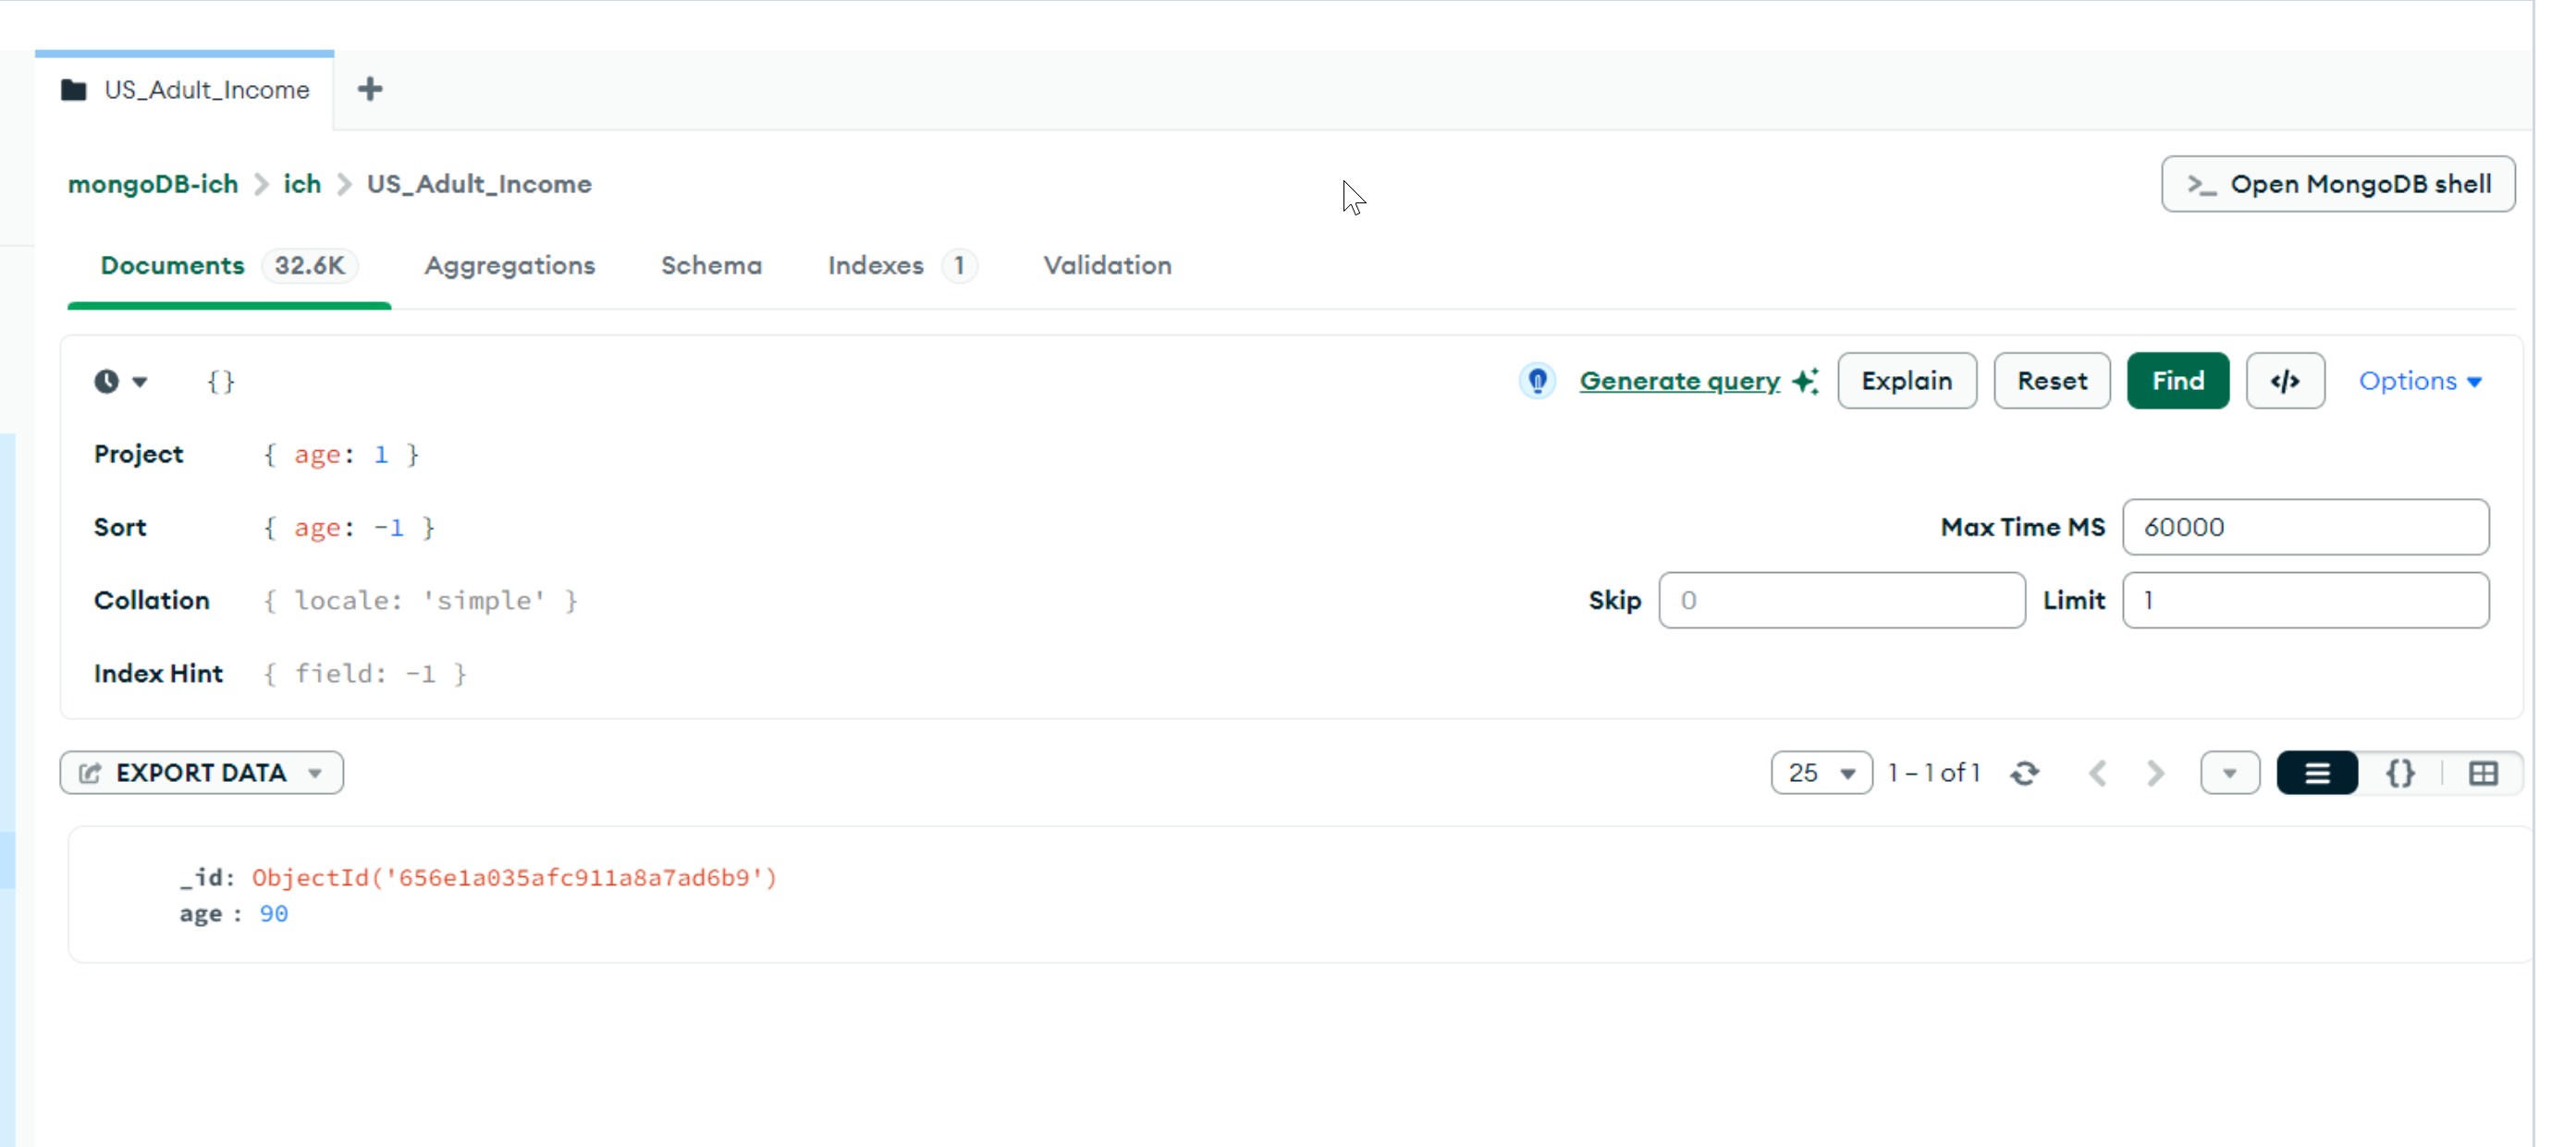 US_Adult_Income +
mongoDB-ich > ich > US_Adult_Income
>_ Open MongoDB shell
Documents 32.6K Aggregations Schema Indexes 1 Validation
{} Generate query Explain Reset Find </> Options
Project { age: 1 }
Sort { age: -1 } Max Time MS 60000
Collation { locale: 'simple' } Skip 0 Limit 1
Index Hint { field: -1 }
EXPORT DATA 25 1 – 1 of 1 {}
_id: ObjectId('656e1a035afc911a8a7ad6b9')
age : 90